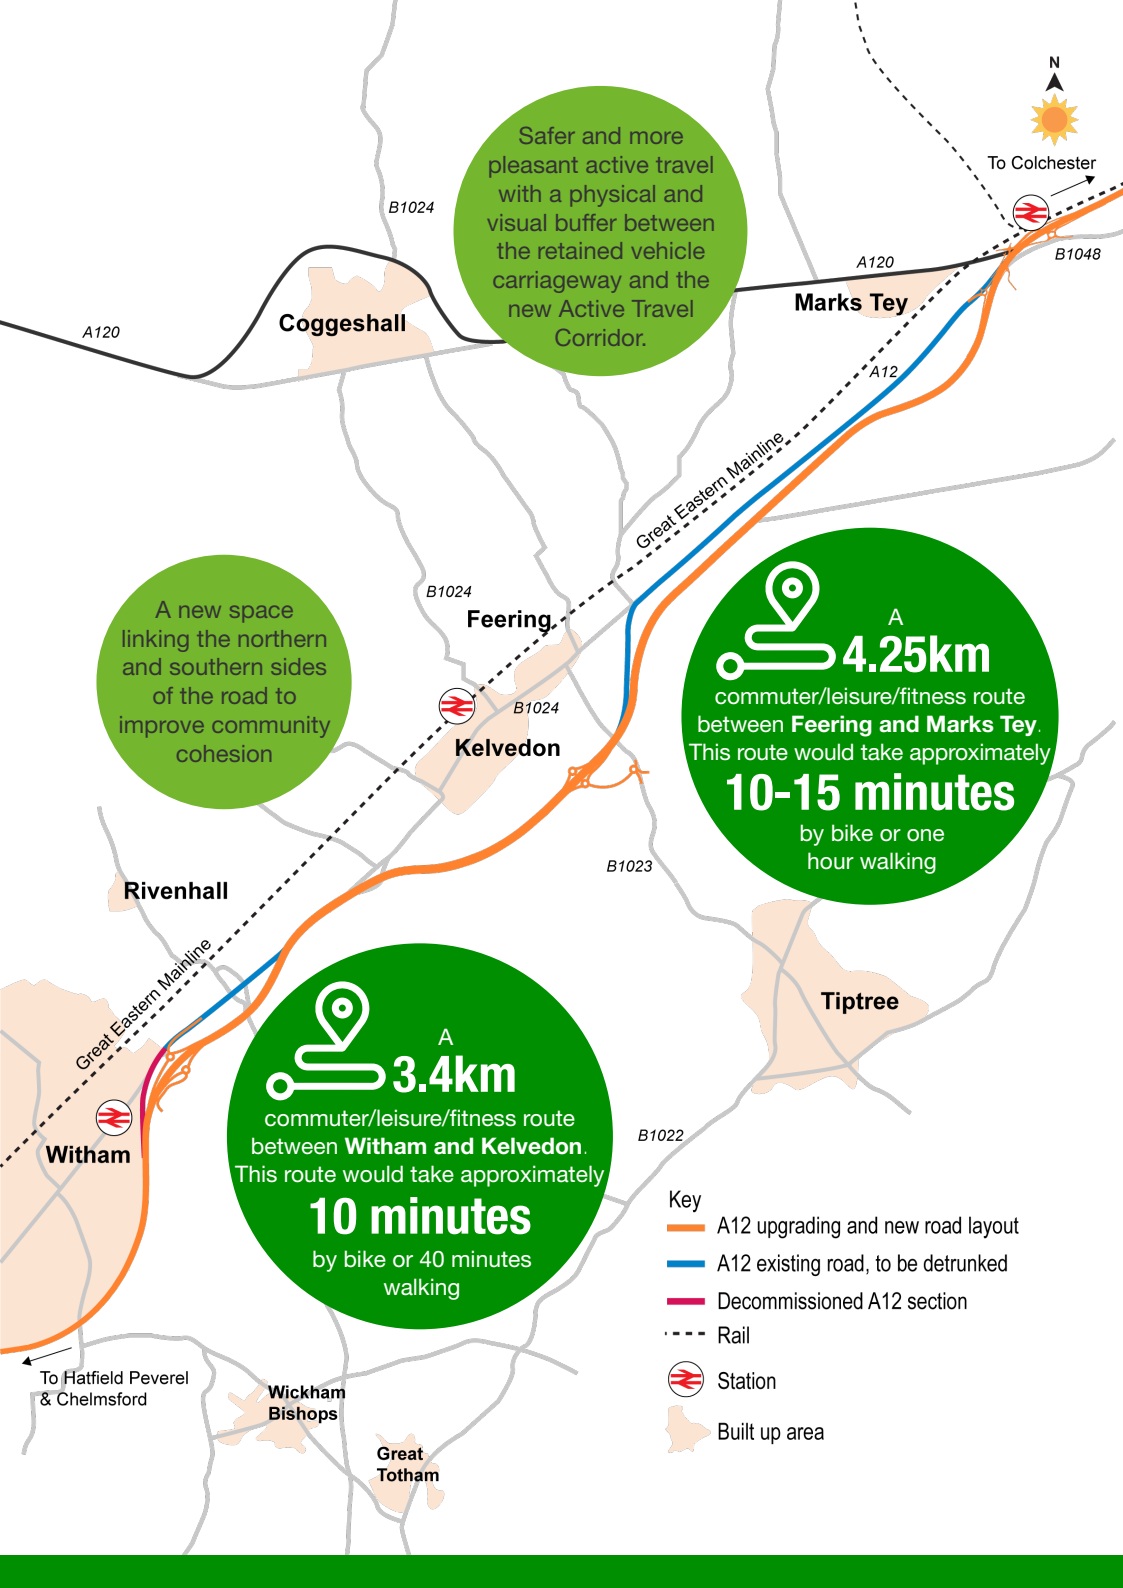 N
To Colchester
B1024
Safer and more
pleasant active travel
with a physical and
visual buffer between
the retained vehicle
carriageway and the
new Active Travel
Corridor.
B1048
A120
Marks Tey
A120
Coggeshall
A12
Great Eastern Mainline
B1024
Feering
A new space
linking the northern
and southern sides
of the road to
improve community
cohesion
A
4.25km
commuter/leisure/fitness route
between Feering and Marks Tey.
This route would take approximately
10-15 minutes
by bike or one
hour walking
B1024
Kelvedon
B1023
Rivenhall
Great Eastern Mainline
Tiptree
A
3.4km
commuter/leisure/fitness route
between Witham and Kelvedon.
This route would take approximately
10 minutes
by bike or 40 minutes
walking
Witham
B1022
Key
A12 upgrading and new road layout
A12 existing road, to be detrunked
Decommissioned A12 section
Rail
Station
Built up area
To Hatfield Peverel
& Chelmsford
Wickham
Bishops
Great
Totham